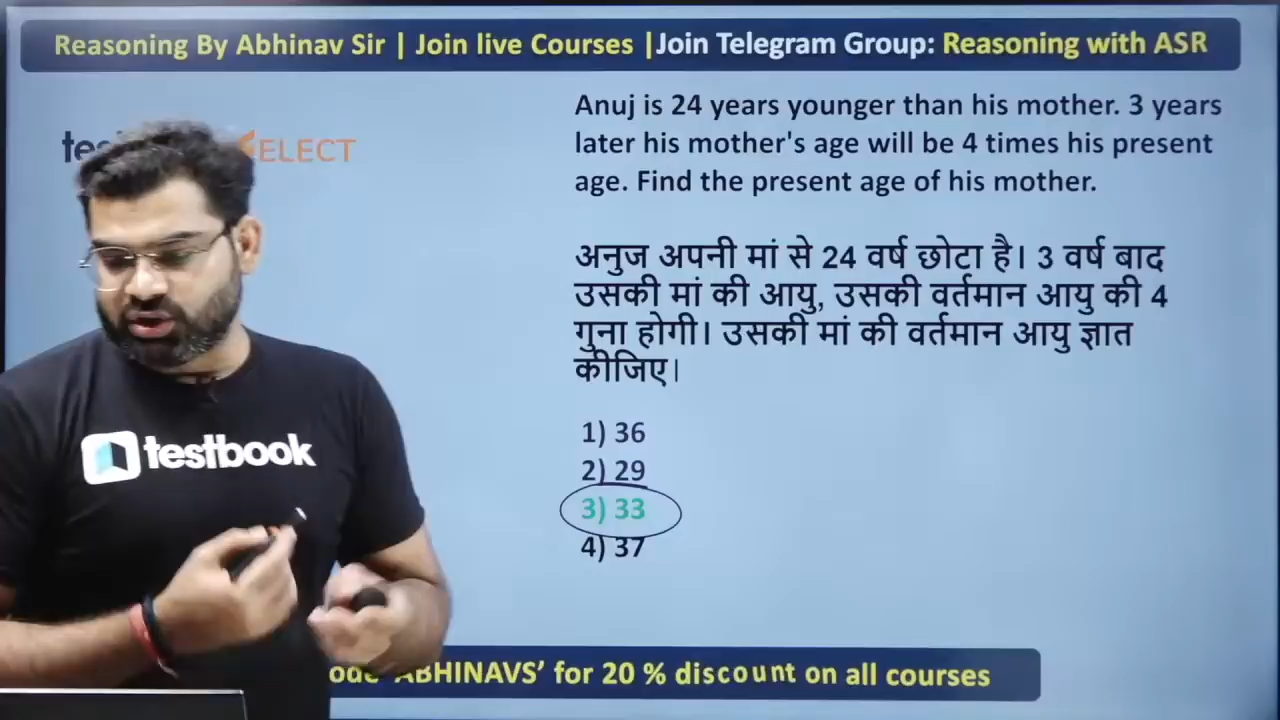 Reasoning By Abhinav Sir | Join live Courses |Join Telegram Group: Reasoning with ASR
ELECT
Anuj is 24 years younger than his mother. 3 years
later his mother's age will be 4 times his present
age. Find the present age of his mother.
अनुज अपनी मां से 24 वर्ष छोटा है। 3 वर्ष बाद
उसकी मां की आयु, उसकी वर्तमान आयु की 4
गुना होगी। उसकी मां की वर्तमान आयु ज्ञात
कीजिए।
1) 36
2) 29
3) 33
4) 37
testbook
‘ABHINAVS’ for 20 % discount on all courses